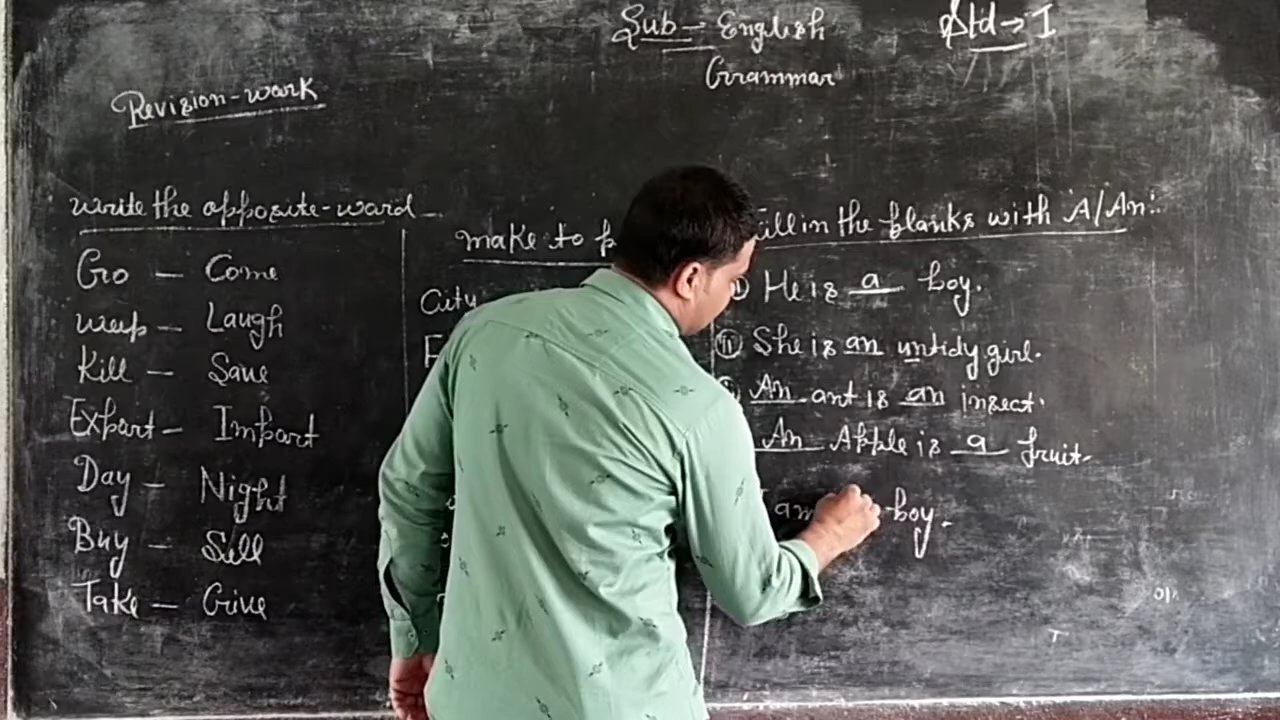 Sub → English
Std → I
Grammar
Revision-work
write the opposite-word
Go — Come
weep — Laugh
Kill — Save
Export — Import
Day — Night
Buy — Sell
Take — Give
make to
City
Fill in the blanks with A/An:
He is a boy.
(ii) She is an untidy girl.
An ant is an insect.
An Apple is a fruit.
am boy.